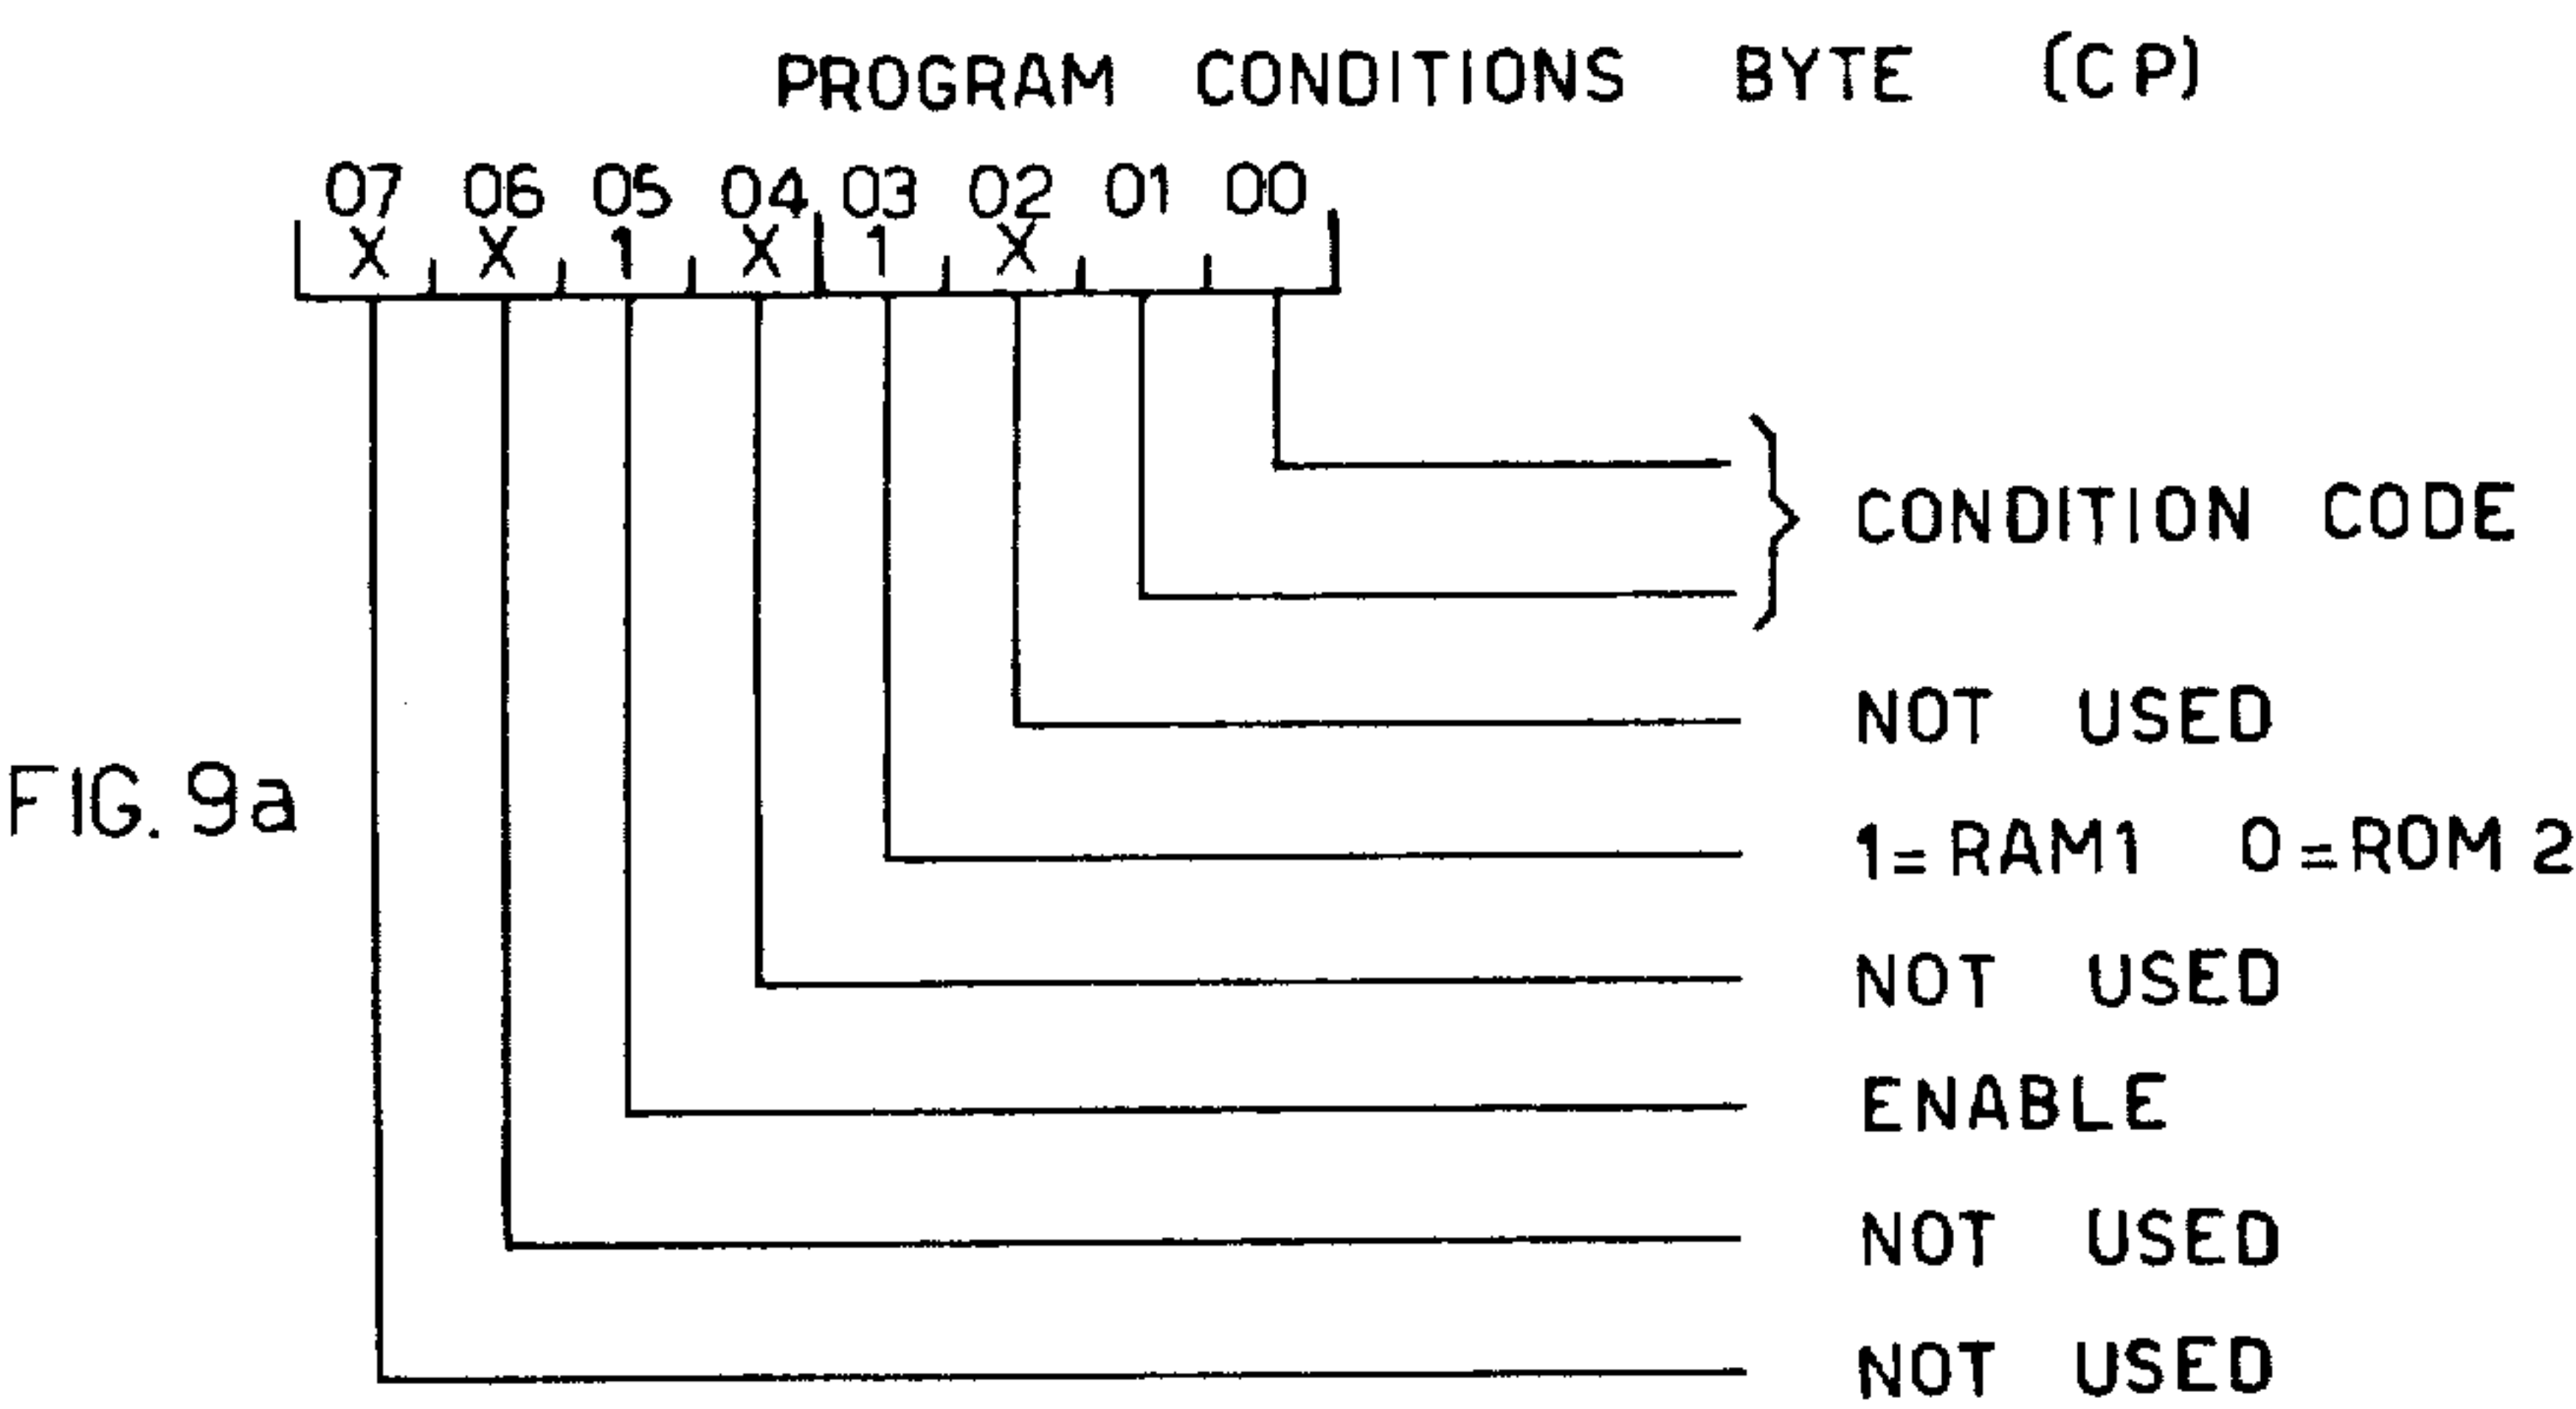 PROGRAM CONDITIONS BYTE (CP)
07 06 05 04 03 02 01 00
X X 1 X 1 X
CONDITION CODE
NOT USED
1=RAM1 0=ROM 2
NOT USED
ENABLE
NOT USED
NOT USED
FIG. 9a